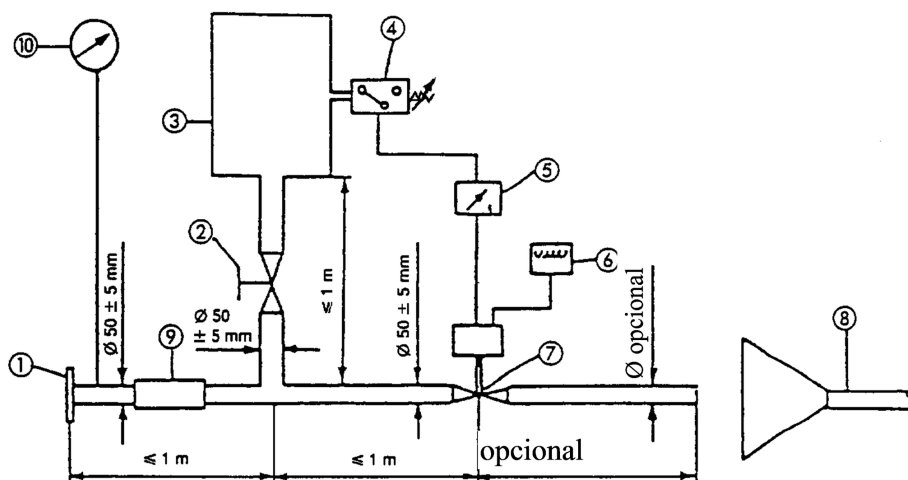 10
4
3
5
2
6
≤ 1 m
Ø 50 ± 5 mm
Ø 50 ± 5 mm
Ø opcional
Ø 50
± 5 mm
9
7
8
1
≤ 1 m
≤ 1 m
opcional